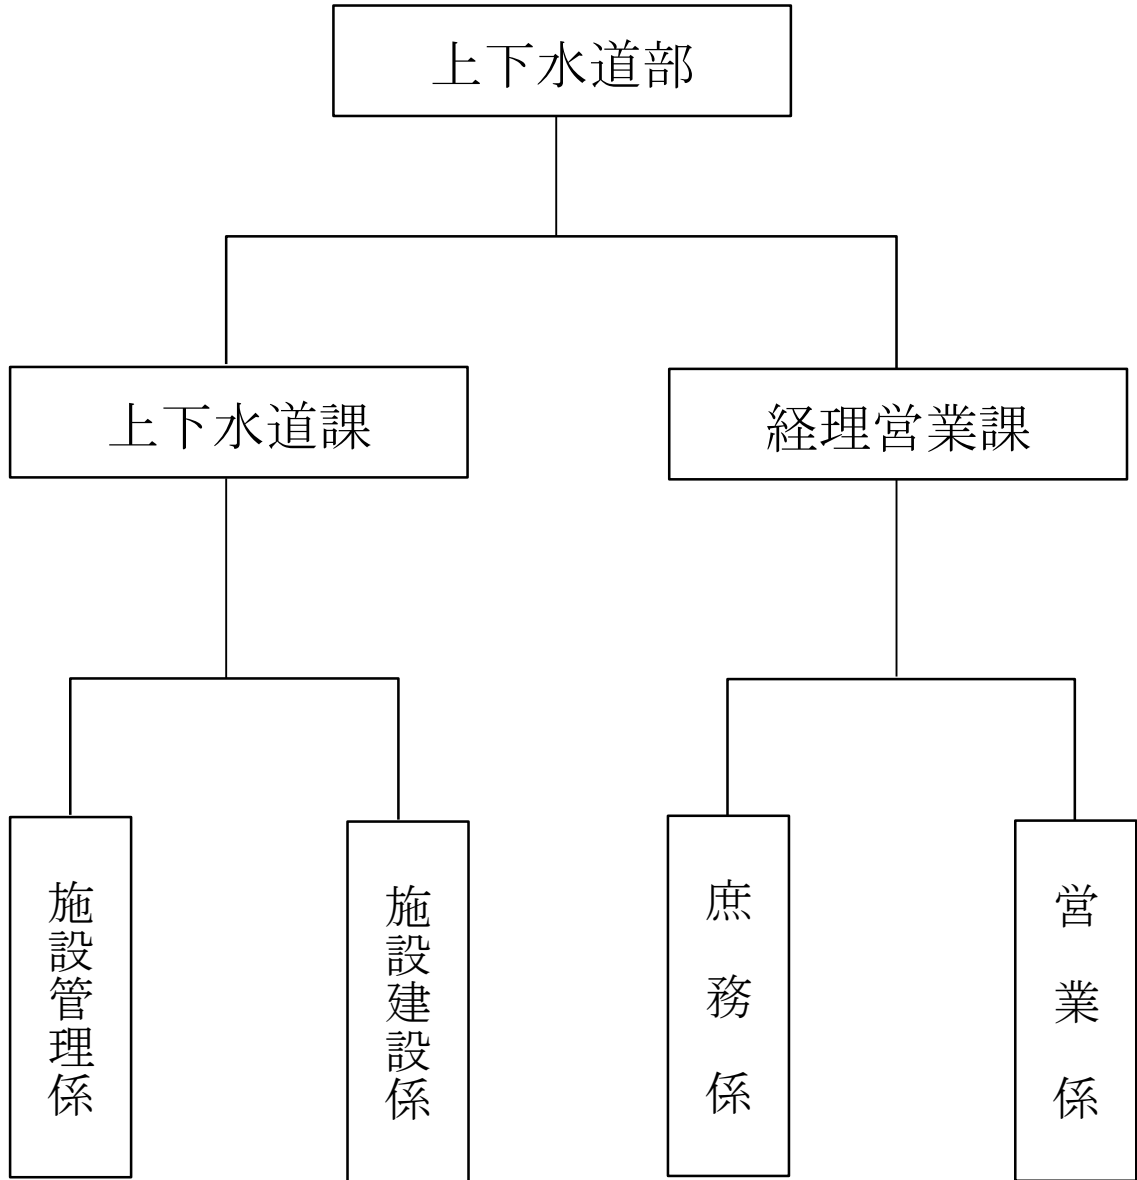 上下水道部
上下水道課
経理営業課
施設管理係
施設建設係
庶務係
営業係